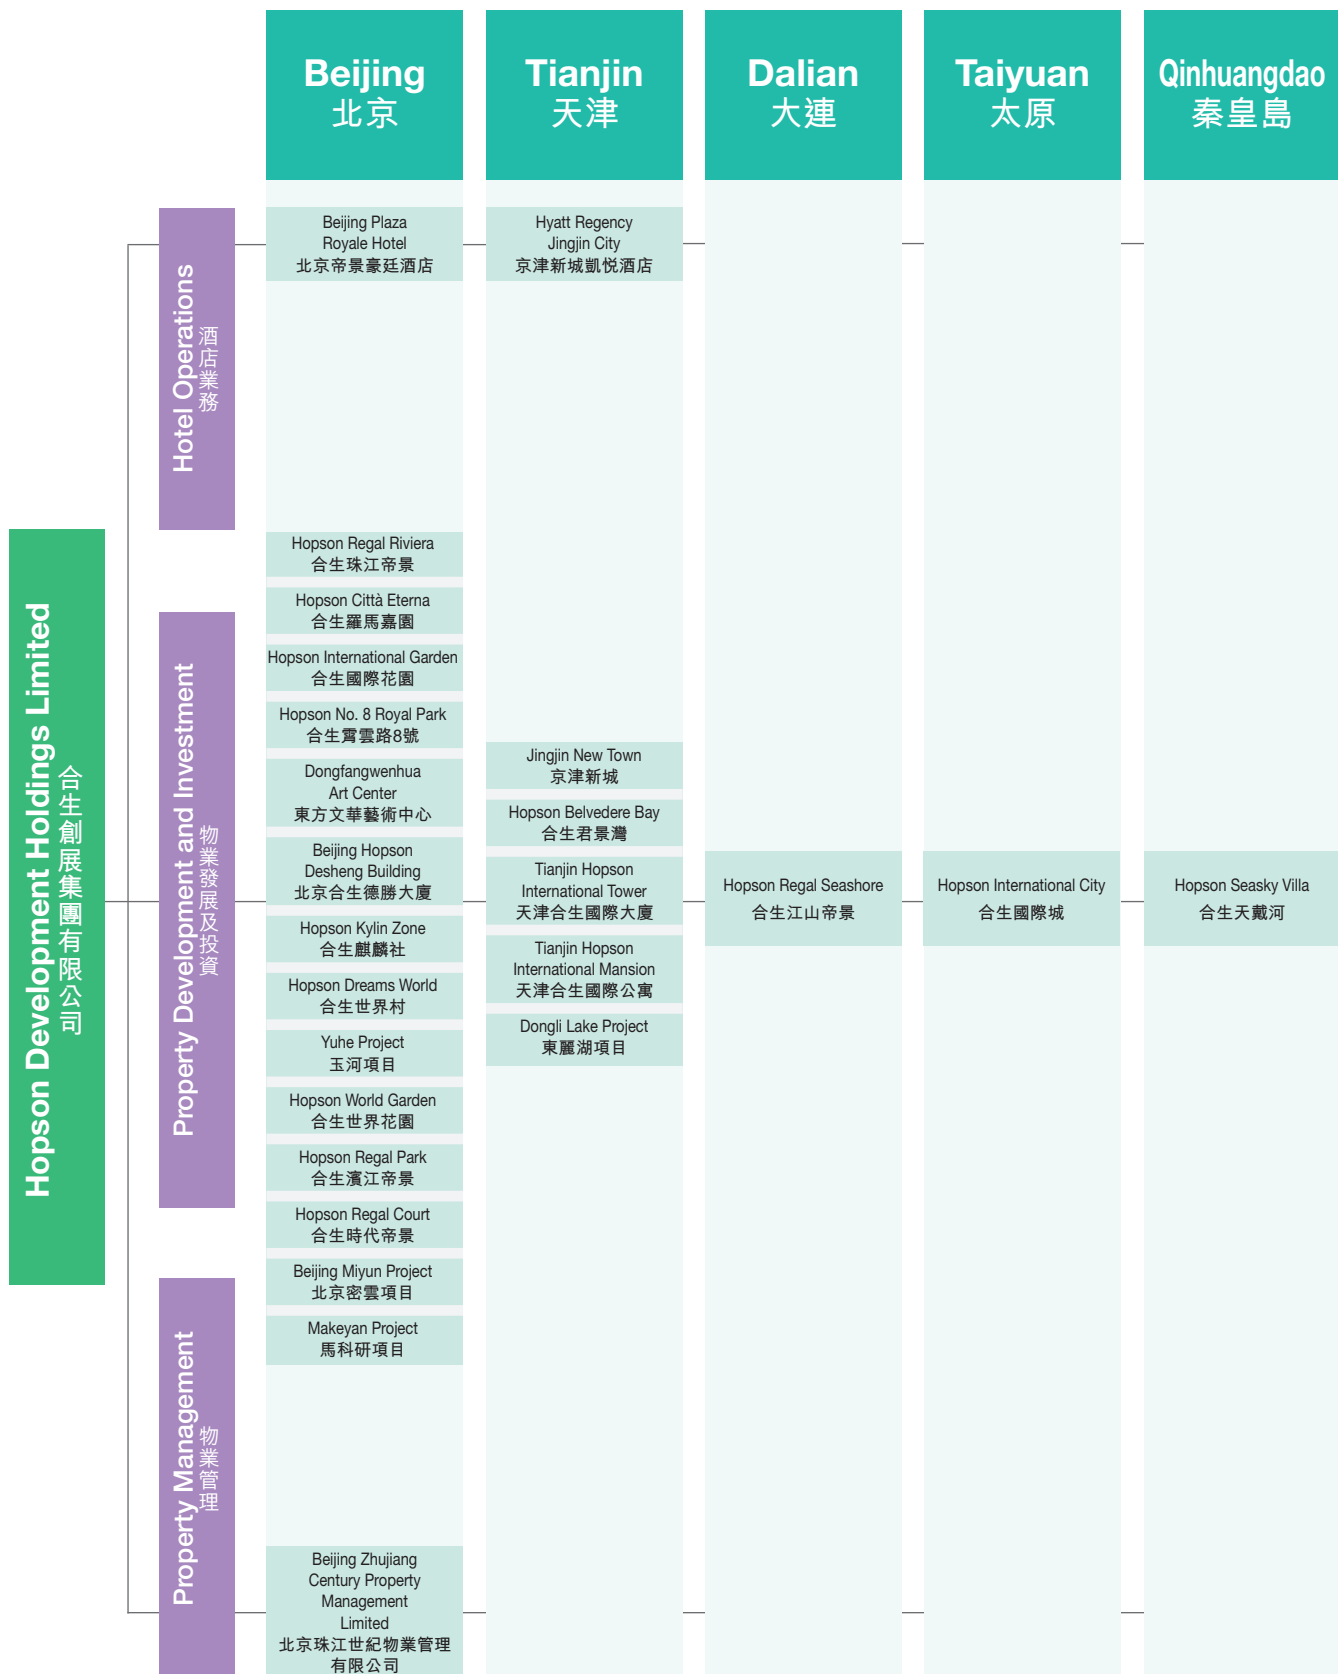 Beijing
北京
Tianjin
天津
Dalian
大連
Taiyuan
太原
Qinhuangdao
秦皇島
Hopson Development Holdings Limited
合生創展集團有限公司
Hotel Operations
酒店業務
Beijing Plaza
Royale Hotel
北京帝景豪廷酒店
Hyatt Regency
Jingjin City
京津新城凱悦酒店
Property Development and Investment
物業發展及投資
Hopson Regal Riviera
合生珠江帝景
Hopson Città Eterna
合生羅馬嘉園
Hopson International Garden
合生國際花園
Hopson No. 8 Royal Park
合生霄雲路8號
Dongfangwenhua
Art Center
東方文華藝術中心
Beijing Hopson
Desheng Building
北京合生德勝大廈
Hopson Kylin Zone
合生麒麟社
Hopson Dreams World
合生世界村
Yuhe Project
玉河項目
Hopson World Garden
合生世界花園
Hopson Regal Park
合生濱江帝景
Hopson Regal Court
合生時代帝景
Beijing Miyun Project
北京密雲項目
Makeyan Project
馬科研項目
Jingjin New Town
京津新城
Hopson Belvedere Bay
合生君景灣
Tianjin Hopson
International Tower
天津合生國際大廈
Tianjin Hopson
International Mansion
天津合生國際公寓
Dongli Lake Project
東麗湖項目
Hopson Regal Seashore
合生江山帝景
Hopson International City
合生國際城
Hopson Seasky Villa
合生天戴河
Property Management
物業管理
Beijing Zhujiang
Century Property
Management
Limited
北京珠江世紀物業管理
有限公司